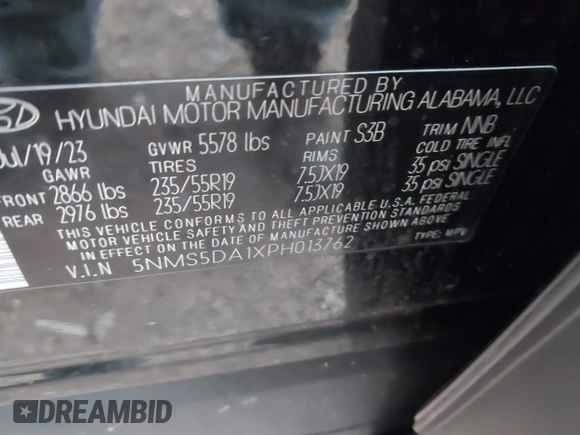 MANUFACTURED BY
HYUNDAI MOTOR MANUFACTURING ALABAMA, LLC
Jul/19/23 GVWR 5578 lbs PAINT S3B TRIM NNB
GAWR TIRES RIMS COLD TIRE INFL
FRONT 2866 lbs 235/55R19 7.5JX19 35 psi SINGLE
REAR 2976 lbs 235/55R19 7.5JX19 35 psi SINGLE
THIS VEHICLE CONFORMS TO ALL APPLICABLE U.S.A. FEDERAL
MOTOR VEHICLE SAFETY AND THEFT PREVENTION STANDARDS
IN EFFECT ON THE DATE OF MANUFACTURE SHOWN ABOVE
V.I.N 5NMS5DA1XPH013762 TYPE: MPV
DREAMBID